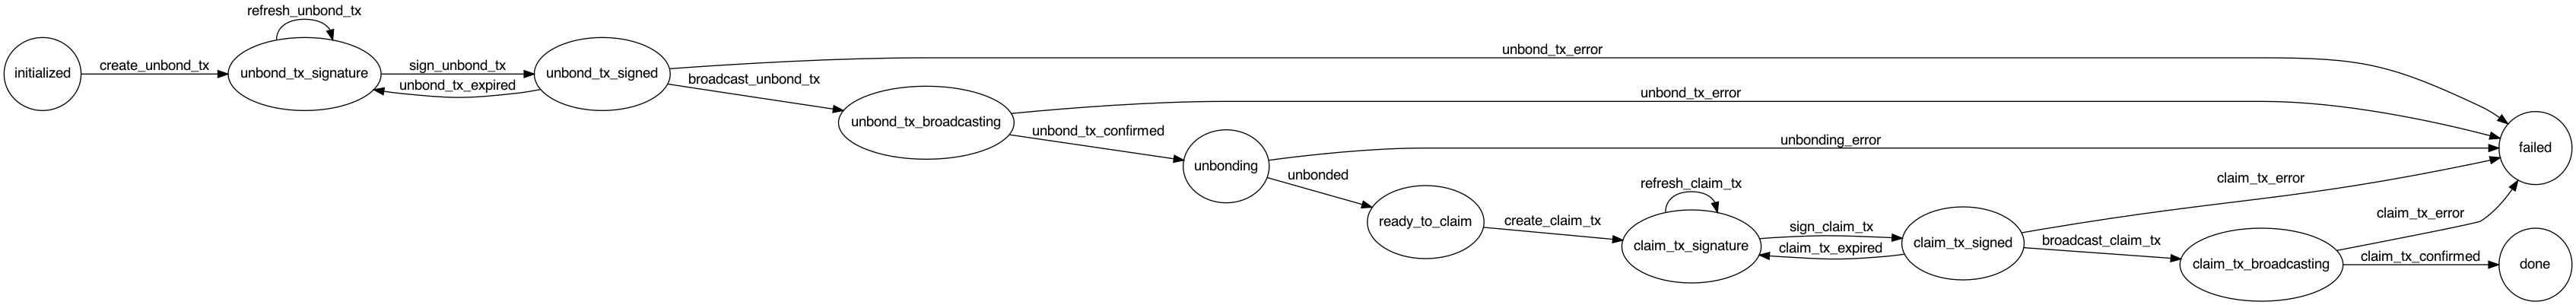 refresh_unbond_tx
initialized
create_unbond_tx
unbond_tx_signature
sign_unbond_tx
unbond_tx_expired
unbond_tx_signed
unbond_tx_error
broadcast_unbond_tx
unbond_tx_broadcasting
unbond_tx_error
unbond_tx_confirmed
unbonding
unbonding_error
unbonded
ready_to_claim
create_claim_tx
refresh_claim_tx
claim_tx_signature
sign_claim_tx
claim_tx_expired
claim_tx_signed
claim_tx_error
broadcast_claim_tx
claim_tx_broadcasting
claim_tx_error
claim_tx_confirmed
failed
done